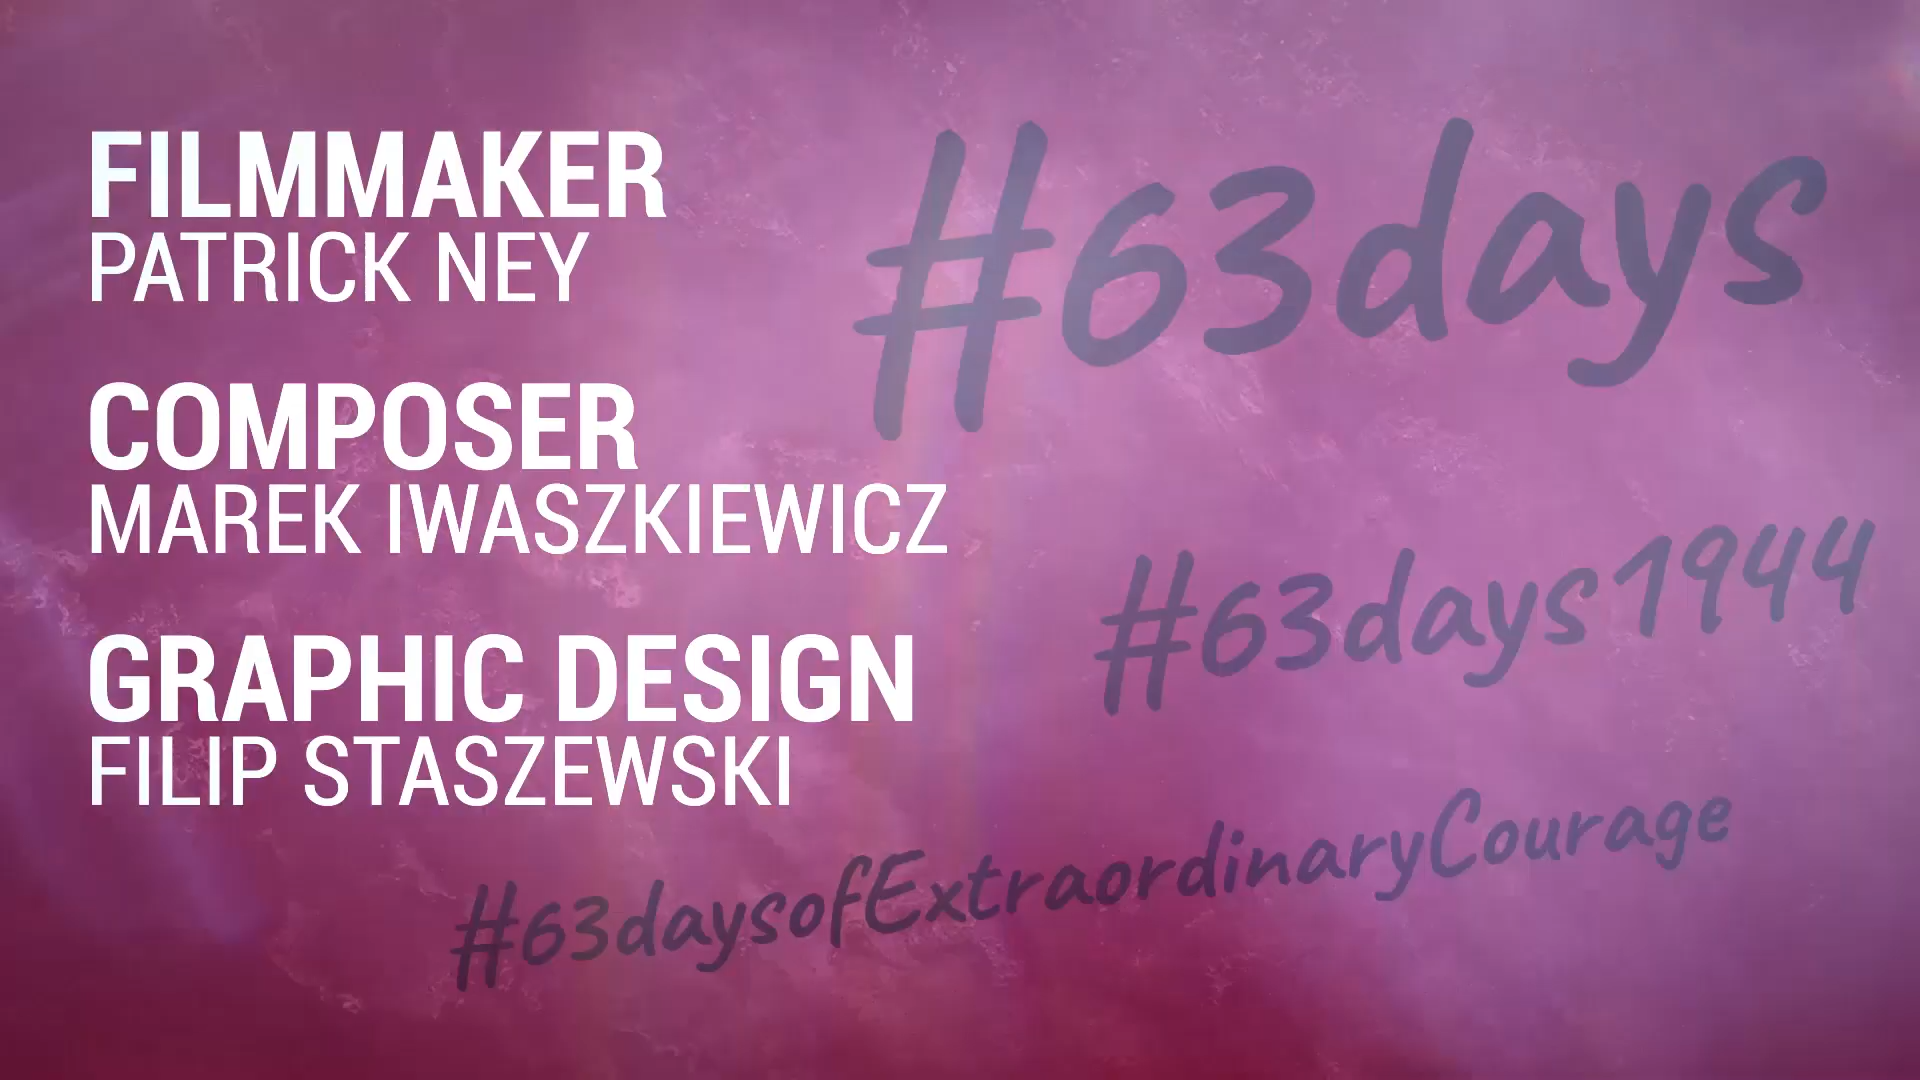 FILMMAKER
PATRICK NEY
COMPOSER
MAREK IWASZKIEWICZ
GRAPHIC DESIGN
FILIP STASZEWSKI
#63days
#63days1944
#63daysofExtraordinaryCourage